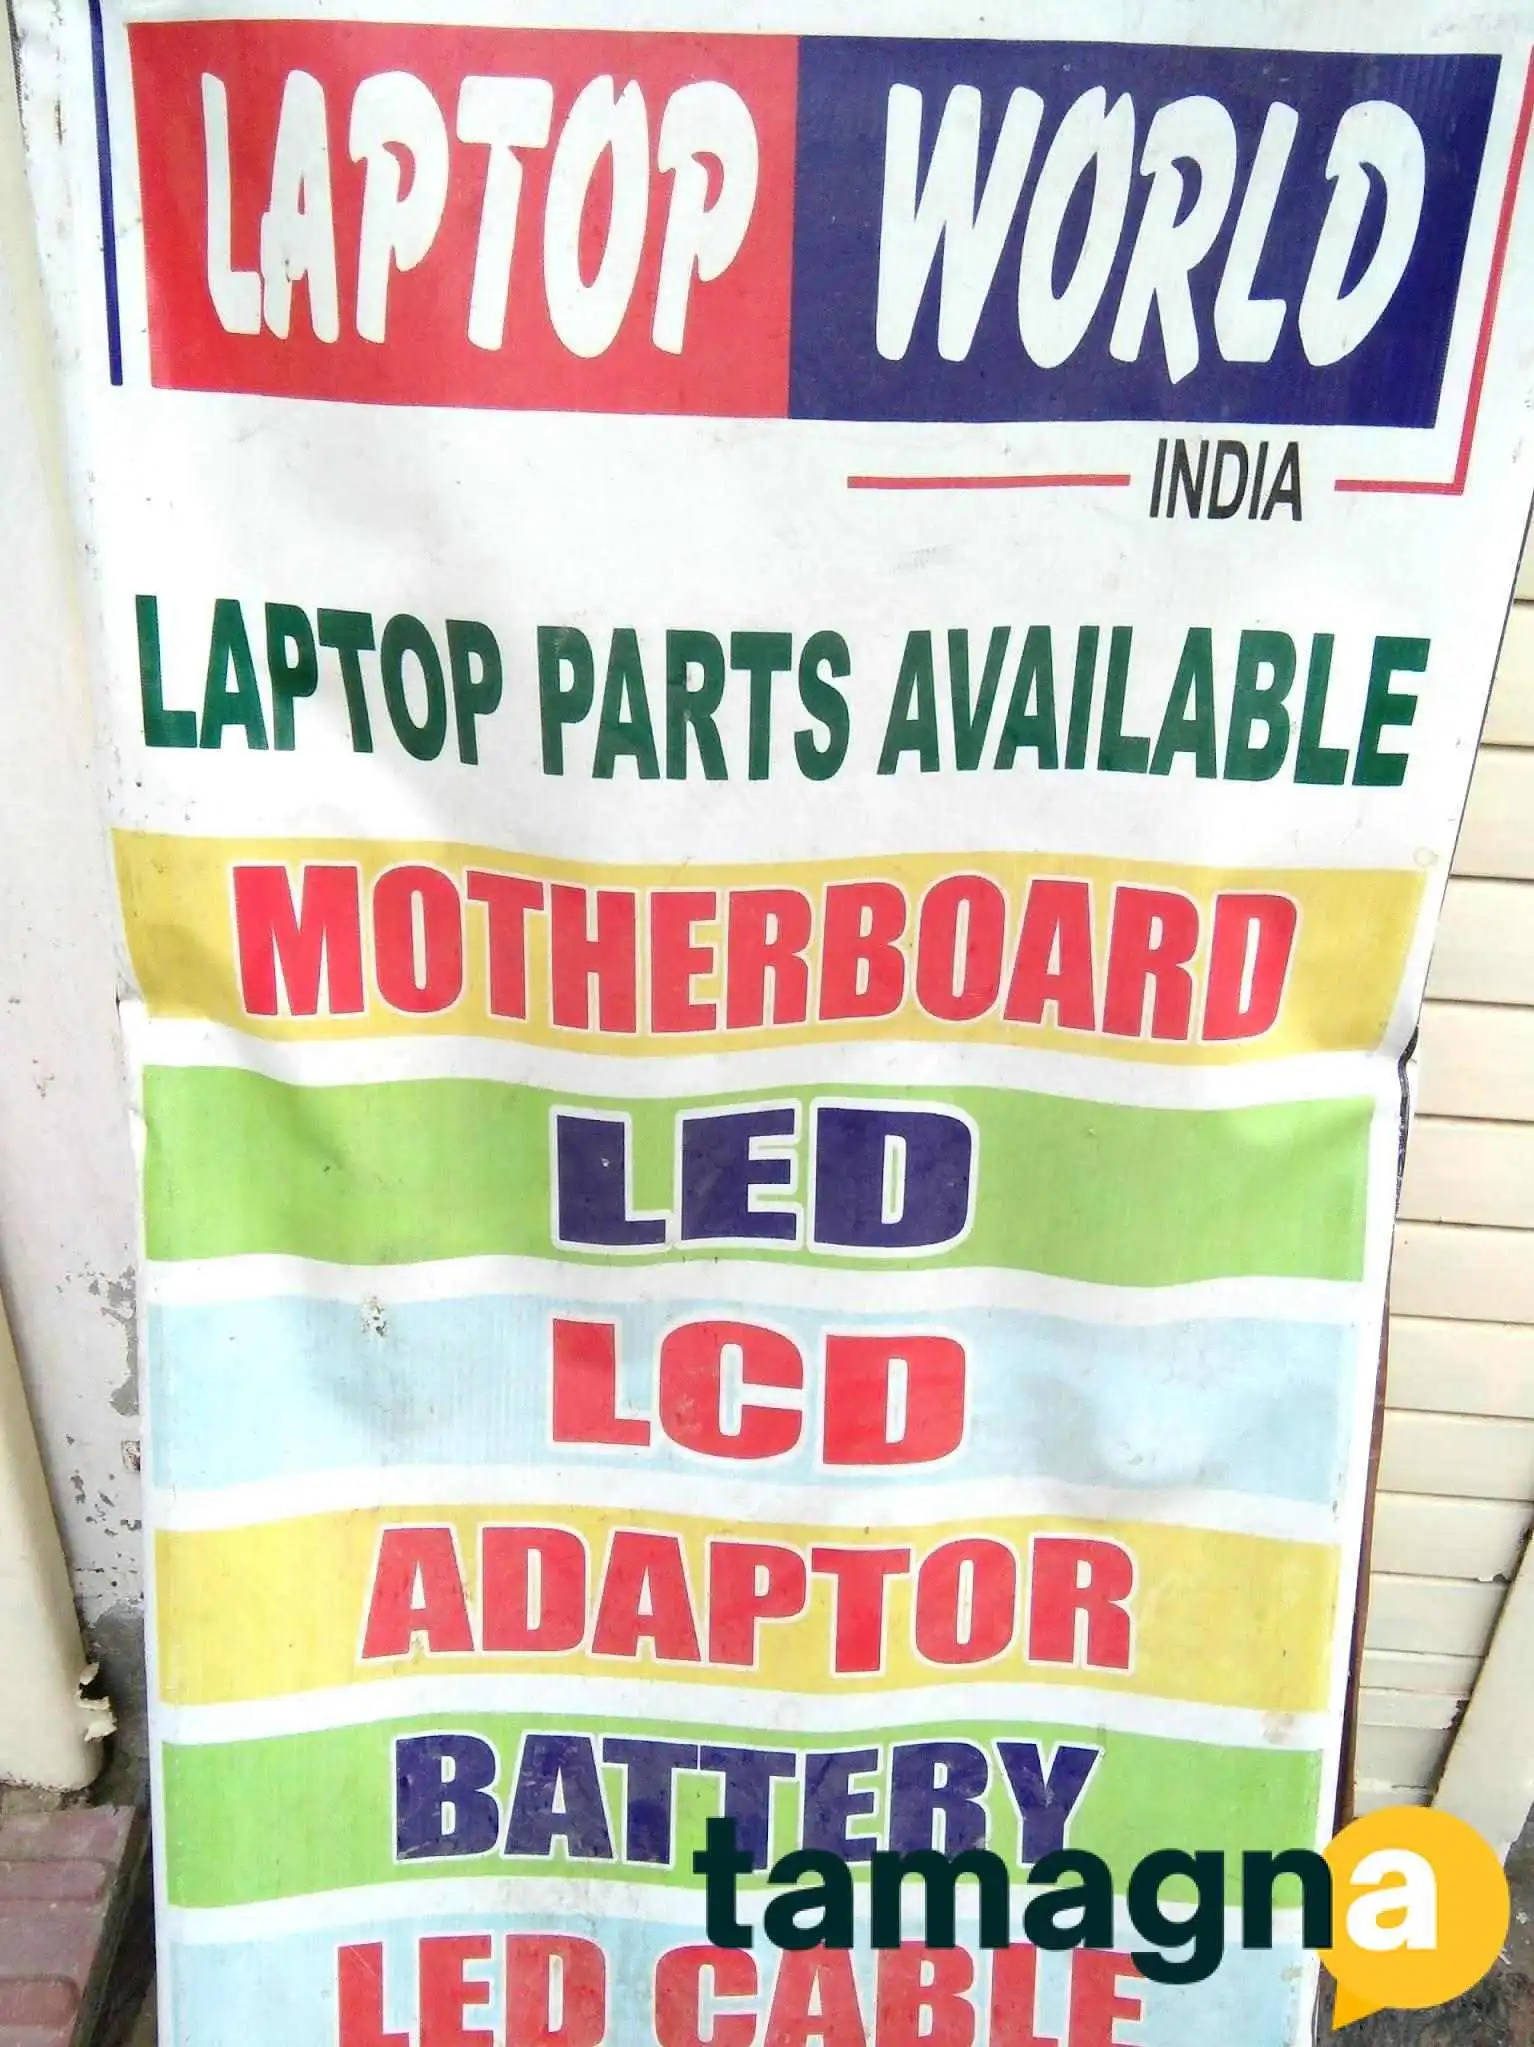 LAPTOP WORLD
INDIA
LAPTOP PARTS AVAILABLE
MOTHERBOARD
LED
LCD
ADAPTOR
BATTERY
LED CABLE
tamagna